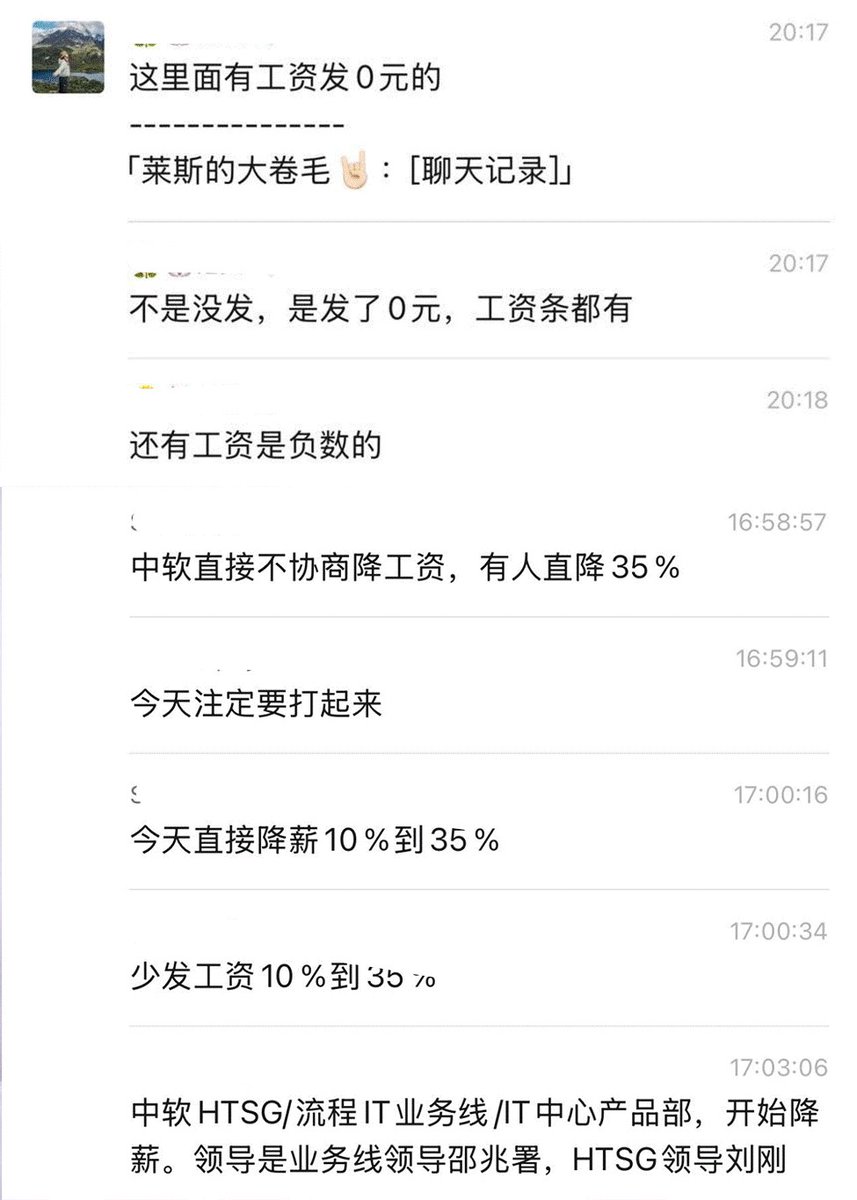 20:17
这里面有工资发0元的
---------------
「莱斯的大卷毛🤘🏻：[聊天记录]」
20:17
不是没发，是发了0元，工资条都有
20:18
还有工资是负数的
16:58:57
中软直接不协商降工资，有人直降35%
16:59:11
今天注定要打起来
17:00:16
今天直接降薪10%到35%
17:00:34
少发工资10%到35%
17:03:06
中软HTSG/流程IT业务线/IT中心产品部，开始降
薪。领导是业务线领导邵兆署，HTSG领导刘刚